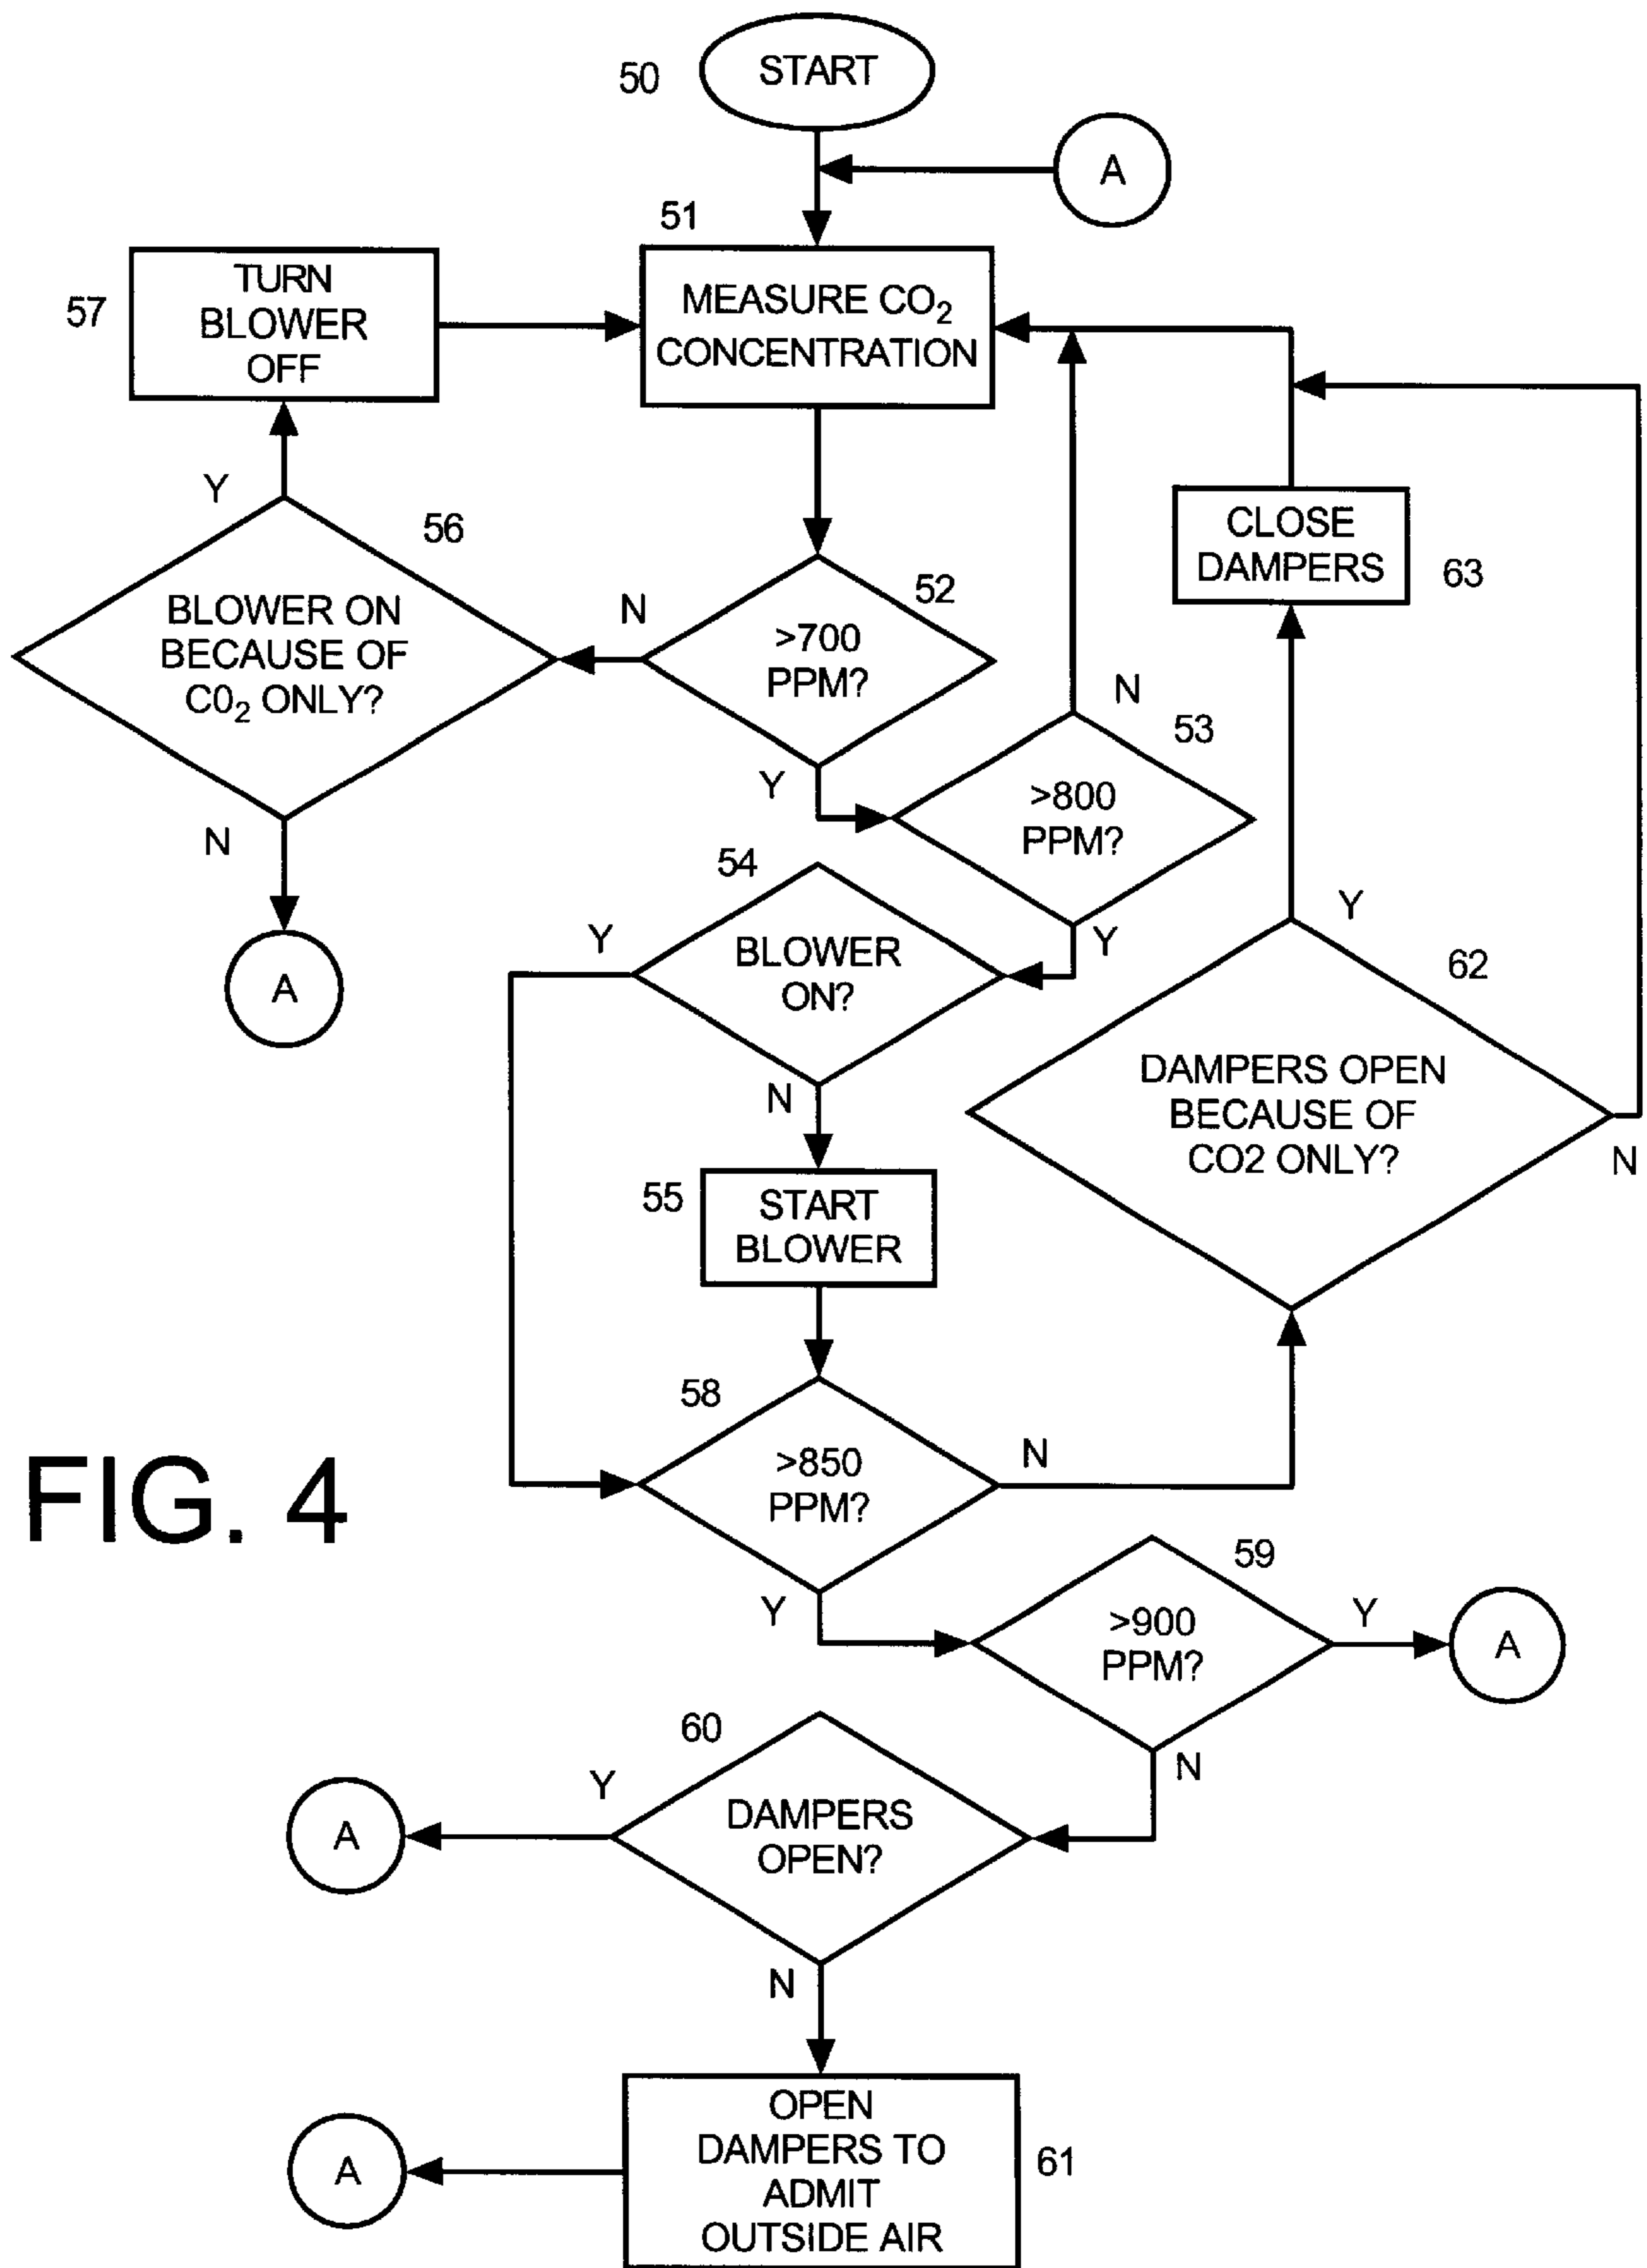 50
START
A
51
57
TURN
BLOWER
OFF
MEASURE CO₂
CONCENTRATION
Y
56
BLOWER ON
BECAUSE OF
C0₂ ONLY?
N
52
>700
PPM?
CLOSE
DAMPERS
63
N
53
Y
>800
PPM?
N
54
Y
BLOWER
ON?
Y
Y
62
A
N
DAMPERS OPEN
BECAUSE OF
CO2 ONLY?
N
55
START
BLOWER
58
>850
PPM?
N
FIG. 4
Y
59
>900
PPM?
Y
A
60
N
Y
DAMPERS
OPEN?
A
N
OPEN
DAMPERS TO
ADMIT
OUTSIDE AIR
61
A